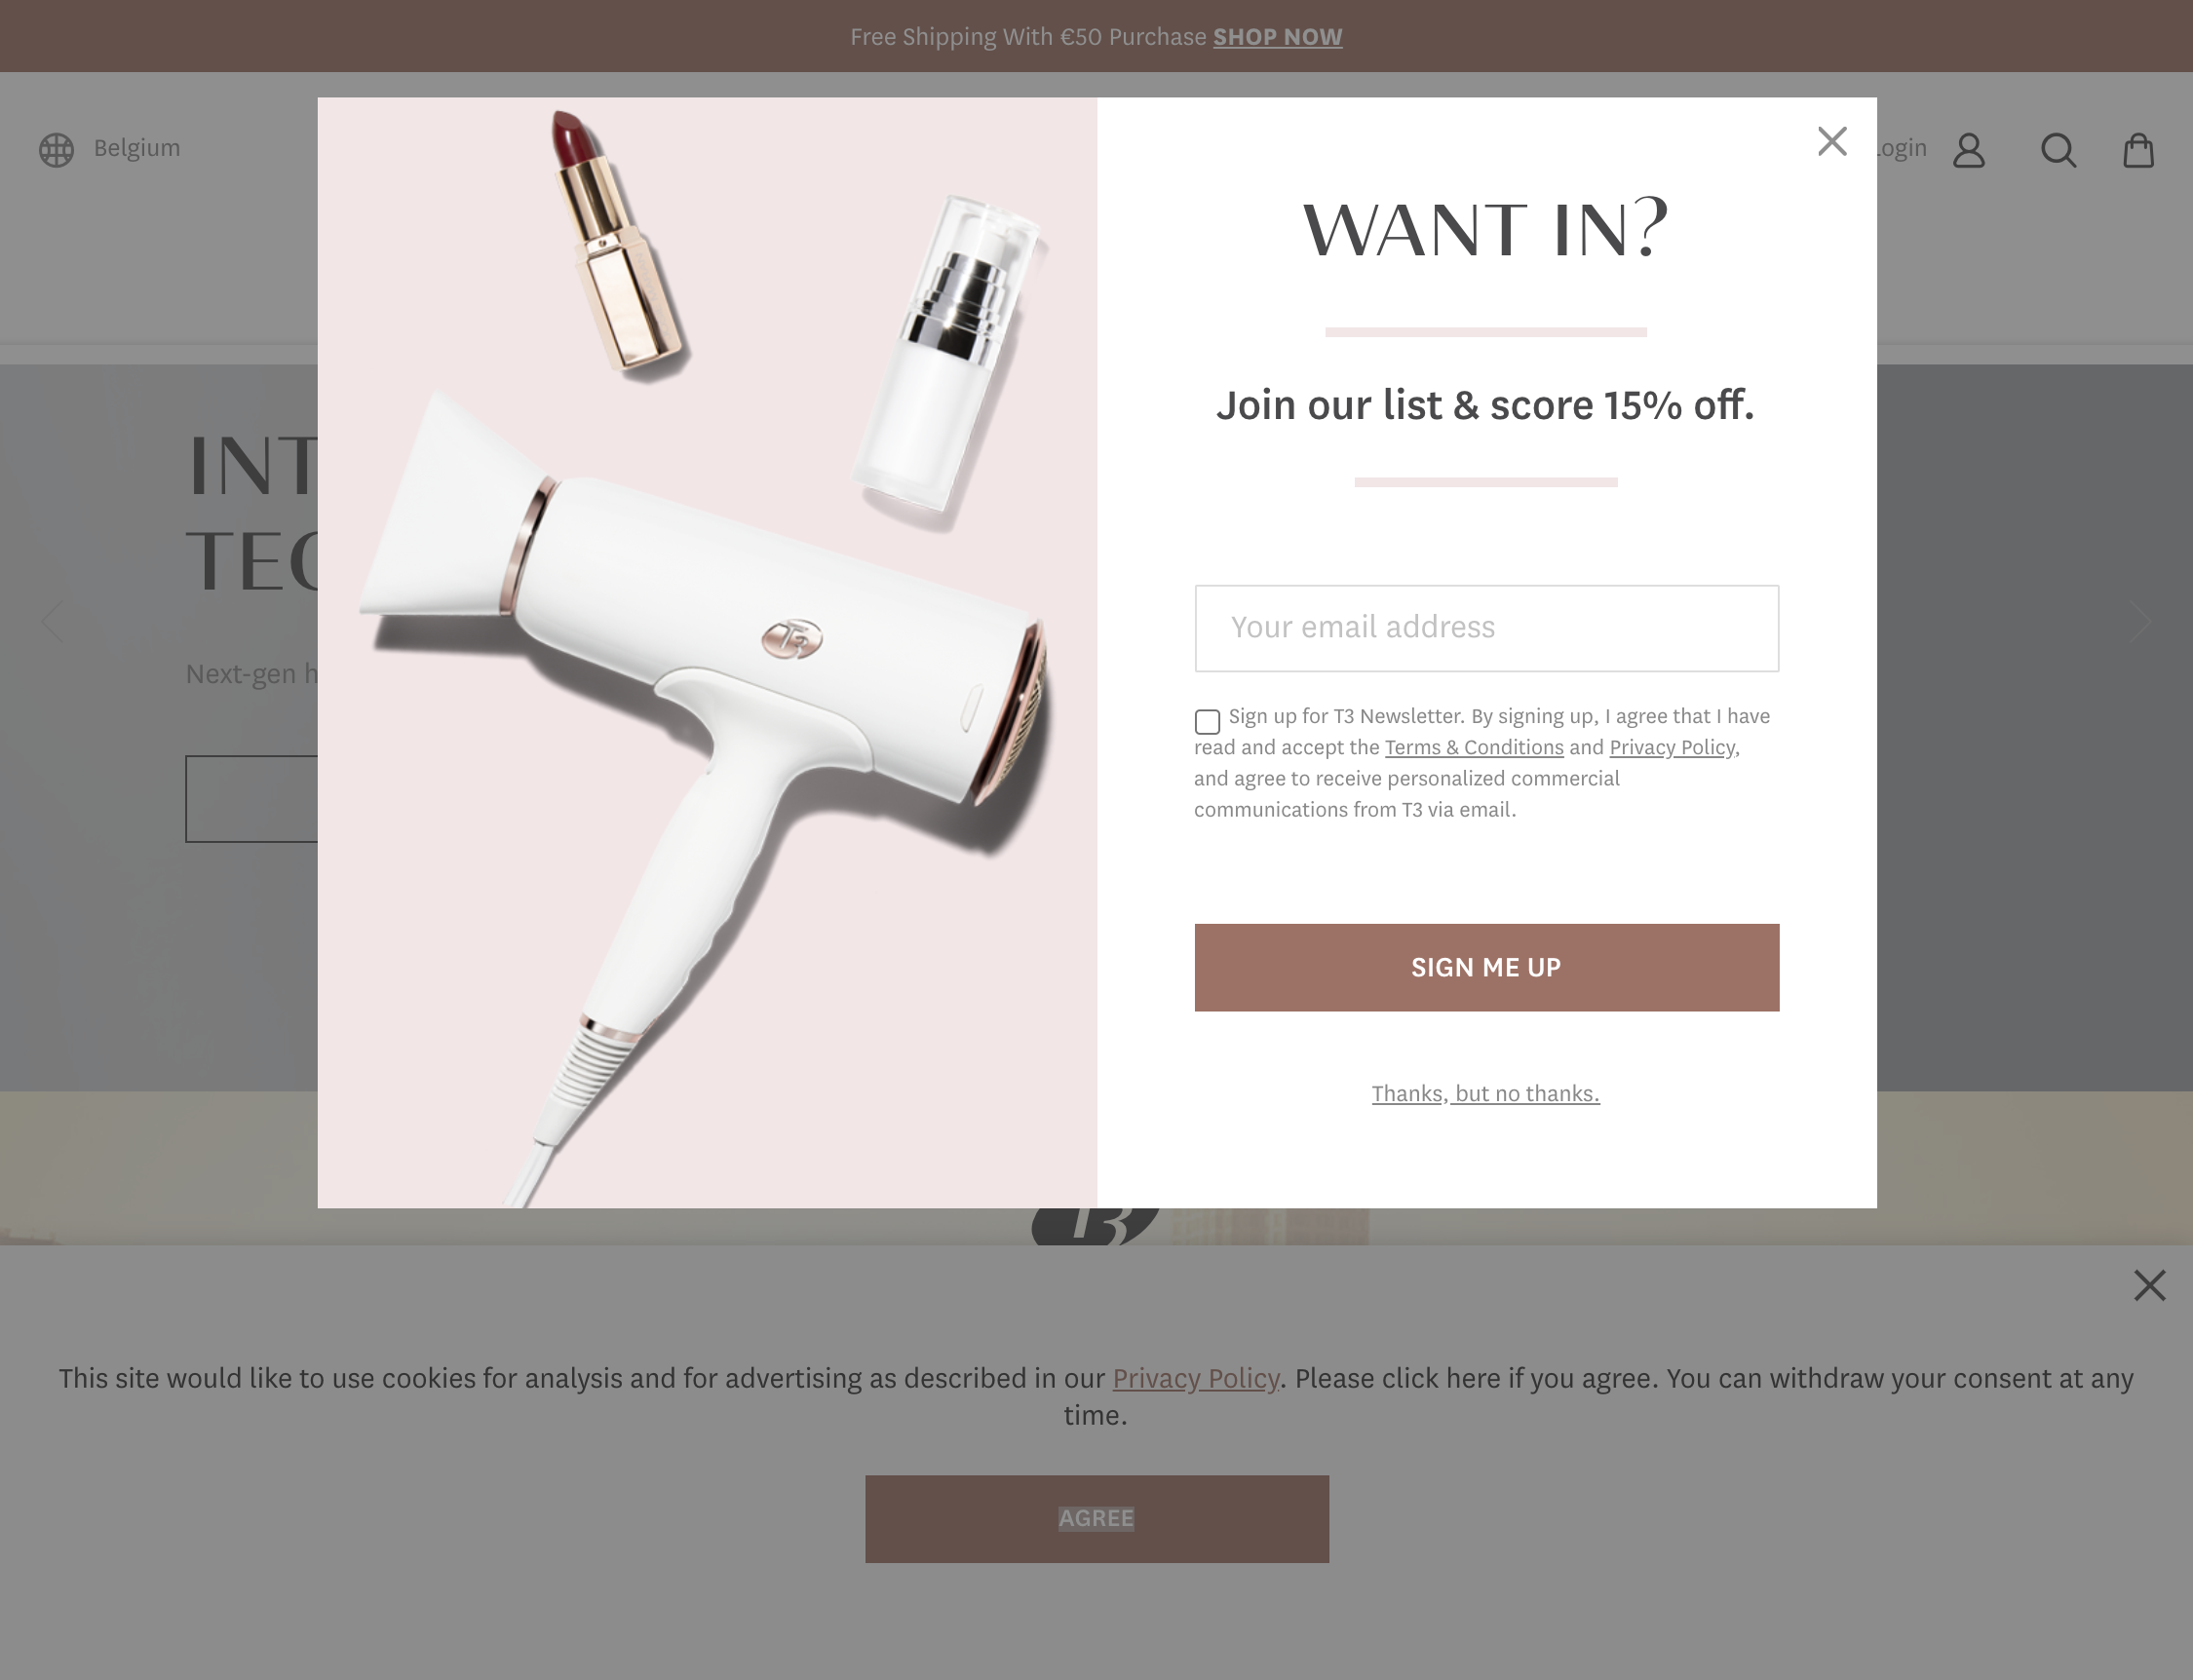 Free Shipping With €50 Purchase SHOP NOW
Belgium
Login
INT
TEC
Next-gen h
WANT IN?
Join our list & score 15% off.
Your email address
Sign up for T3 Newsletter. By signing up, I agree that I have
read and accept the Terms & Conditions and Privacy Policy,
and agree to receive personalized commercial
communications from T3 via email.
SIGN ME UP
Thanks, but no thanks.
T3
T3
This site would like to use cookies for analysis and for advertising as described in our Privacy Policy. Please click here if you agree. You can withdraw your consent at any
time.
AGREE